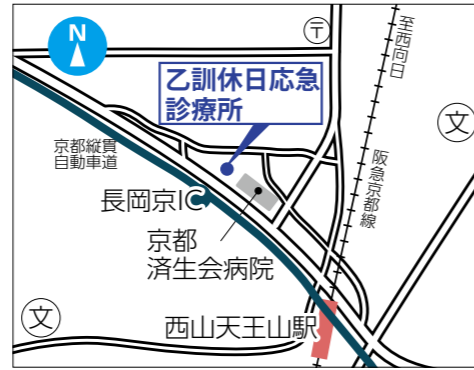 N
〒
至西向日
乙訓休日応急
診療所
文
京都縦貫
自動車道
阪急京都線
長岡京IC
京都
済生会病院
文
西山天王山駅